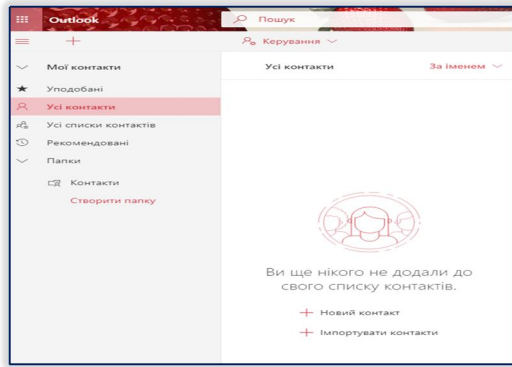 Outlook
Пошук
Керування
Мої контакти
Усі контакти
За іменем
Уподобані
Усі контакти
Усі списки контактів
Рекомендовані
Папки
Контакти
Створити папку
Ви ще нікого не додали до
свого списку контактів.
Новий контакт
Імпортувати контакти